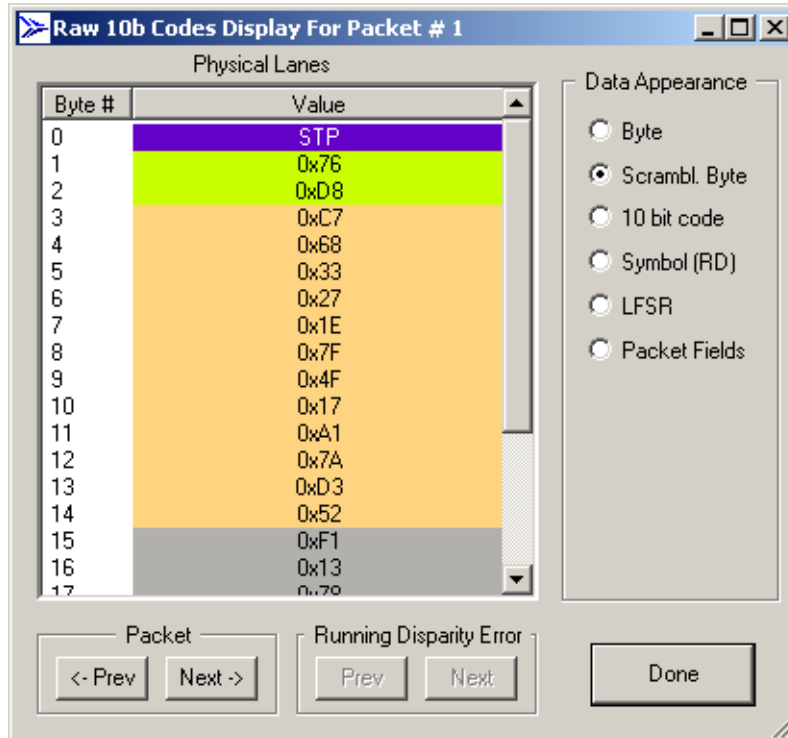 Raw 10b Codes Display For Packet # 1
Physical Lanes
Byte # Value
0 STP
1 0x76
2 0xD8
3 0xC7
4 0x68
5 0x33
6 0x27
7 0x1E
8 0x7F
9 0x4F
10 0x17
11 0xA1
12 0x7A
13 0xD3
14 0x52
15 0xF1
16 0x13
17
Data Appearance
Byte
Scrambl. Byte
10 bit code
Symbol (RD)
LFSR
Packet Fields
Packet
<- Prev Next ->
Running Disparity Error
Prev Next
Done